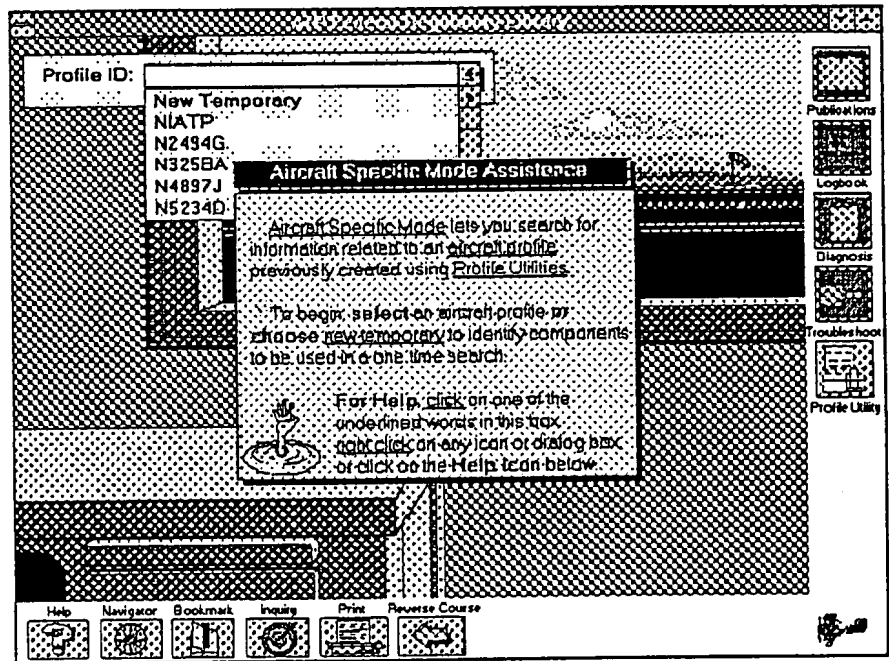 Profile ID:
New Temporary
NIATP
N2494G
N325BA
N4897J
N5234D
Aircraft Specific Mode Assistance
Aircraft Specific Mode lets you search for
information related to an aircraft profile
previously created using Profile Utilities.
To begin, select an aircraft profile or
choose new temporary to identify components
to be used in a one time search.
For Help, click on one of the
underlined words in this box,
right click on any icon or dialog box,
or click on the Help Icon below.
Publications
Logbook
Diagnosis
Troubleshoot
Profile Utility
Help Navigator Bookmark Inquiry Print Reverse Course